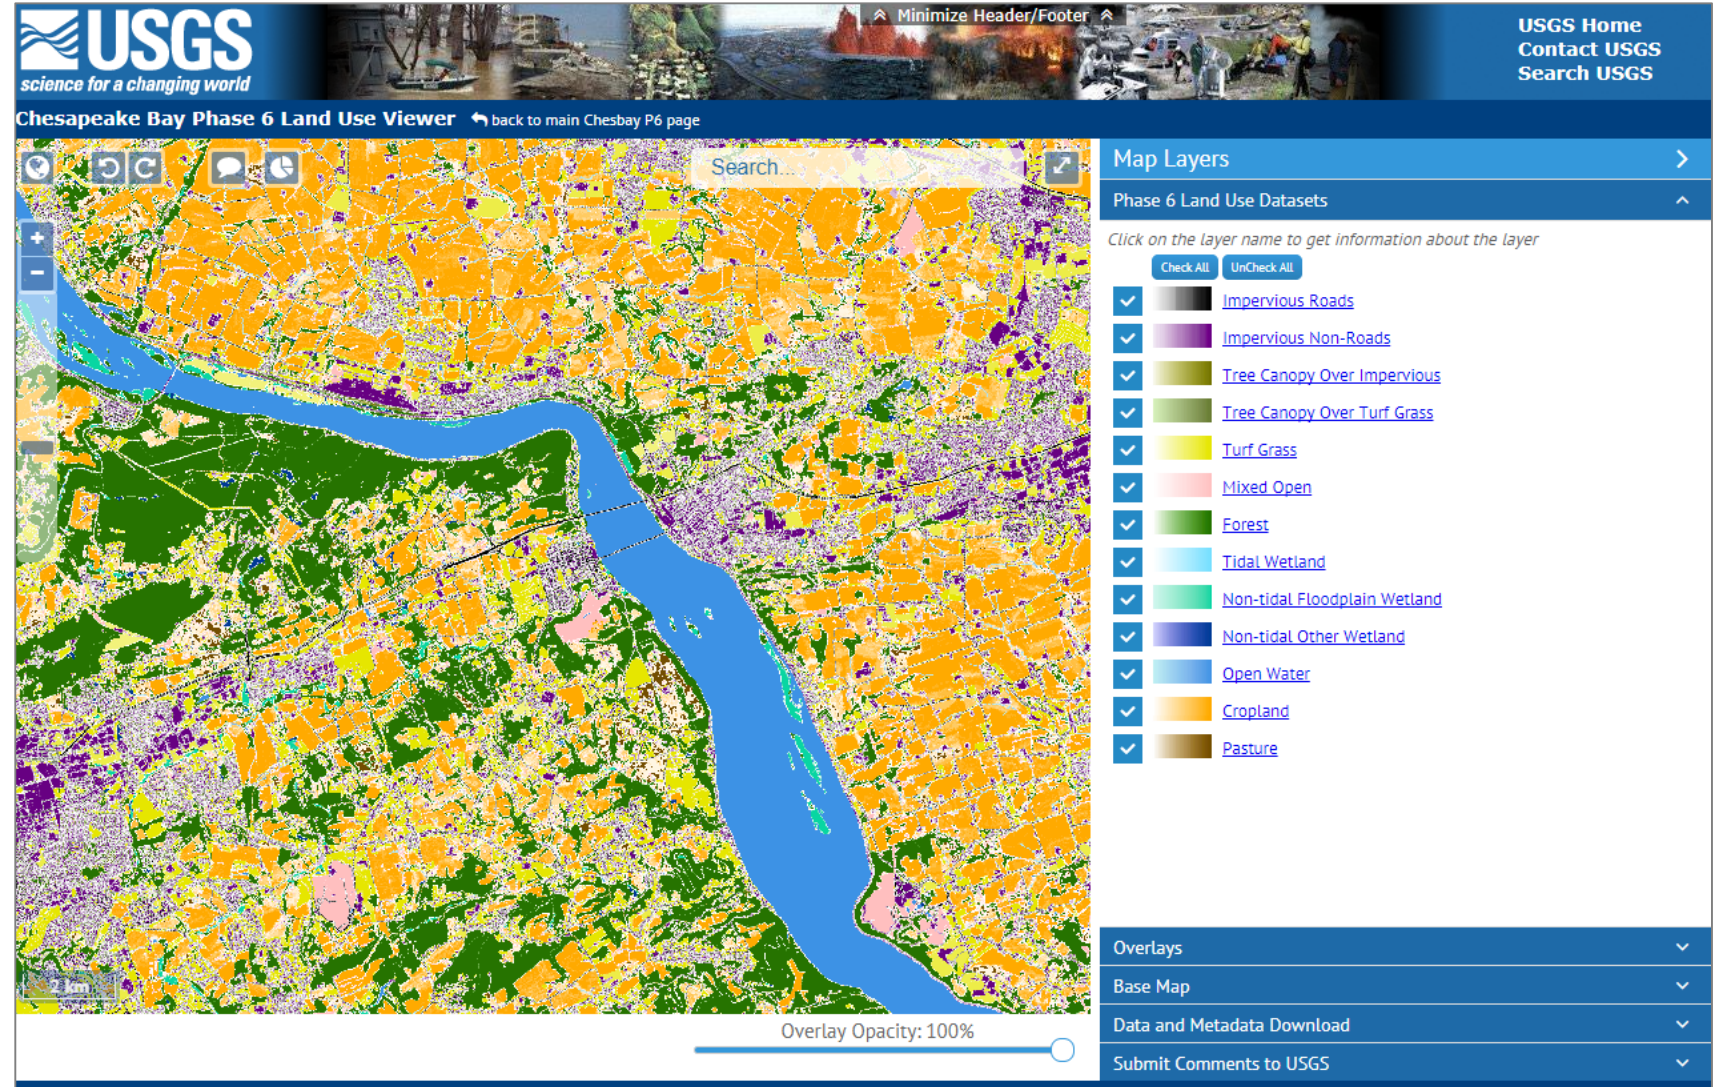 Minimize Header/Footer
USGS
science for a changing world
USGS Home
Contact USGS
Search USGS
Chesapeake Bay Phase 6 Land Use Viewer back to main Chesbay P6 page
Search...
+
-
2 km
Overlay Opacity: 100%
Map Layers
Phase 6 Land Use Datasets
Click on the layer name to get information about the layer
Check All UnCheck All
Impervious Roads
Impervious Non-Roads
Tree Canopy Over Impervious
Tree Canopy Over Turf Grass
Turf Grass
Mixed Open
Forest
Tidal Wetland
Non-tidal Floodplain Wetland
Non-tidal Other Wetland
Open Water
Cropland
Pasture
Overlays
Base Map
Data and Metadata Download
Submit Comments to USGS